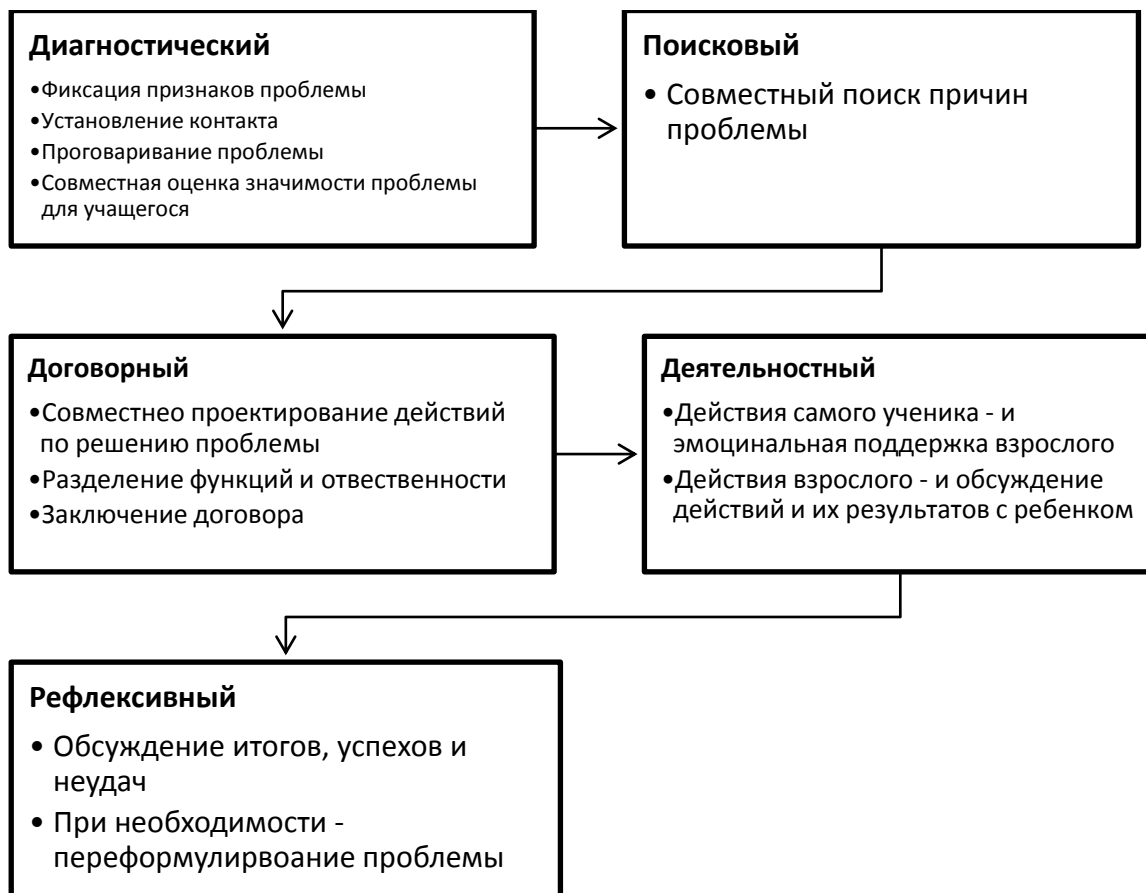 Диагностический
•Фиксация признаков проблемы
•Установление контакта
•Проговаривание проблемы
•Совместная оценка значимости проблемы
для учащегося
Поисковый
• Совместный поиск причин
проблемы
Договорный
•Совместнео проектирование действий
по решению проблемы
•Разделение функций и отвественности
•Заключение договора
Деятельностный
•Действия самого ученика - и
эмоцинальная поддержка взрослого
•Действия взрослого - и обсуждение
действий и их результатов с ребенком
Рефлексивный
• Обсуждение итогов, успехов и
неудач
• При необходимости -
переформулирвоание проблемы